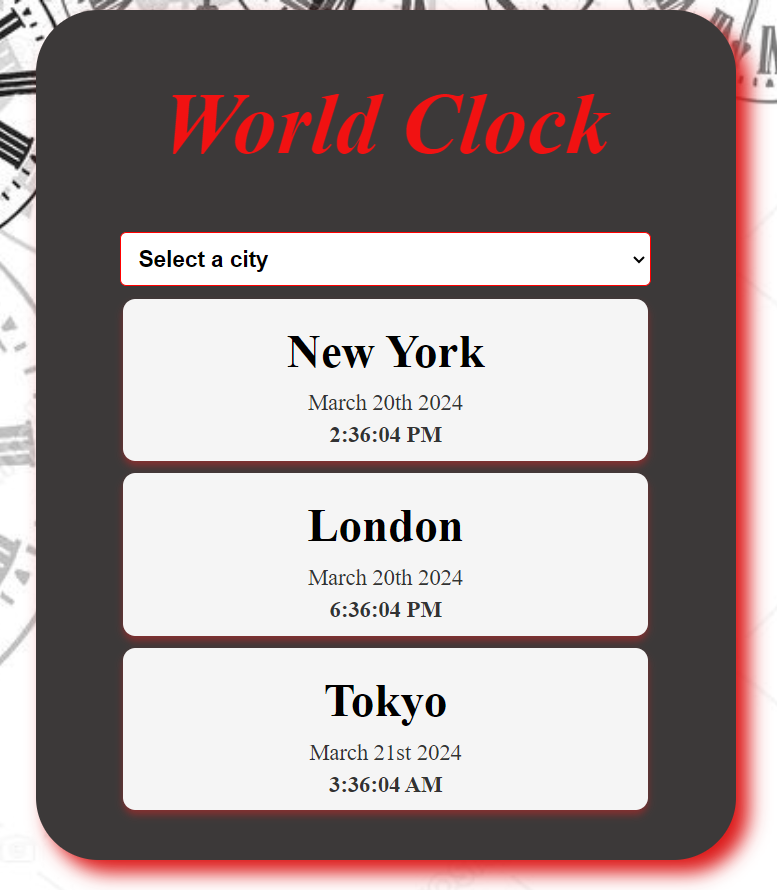 World Clock
Select a city
New York
March 20th 2024
2:36:04 PM
London
March 20th 2024
6:36:04 PM
Tokyo
March 21st 2024
3:36:04 AM